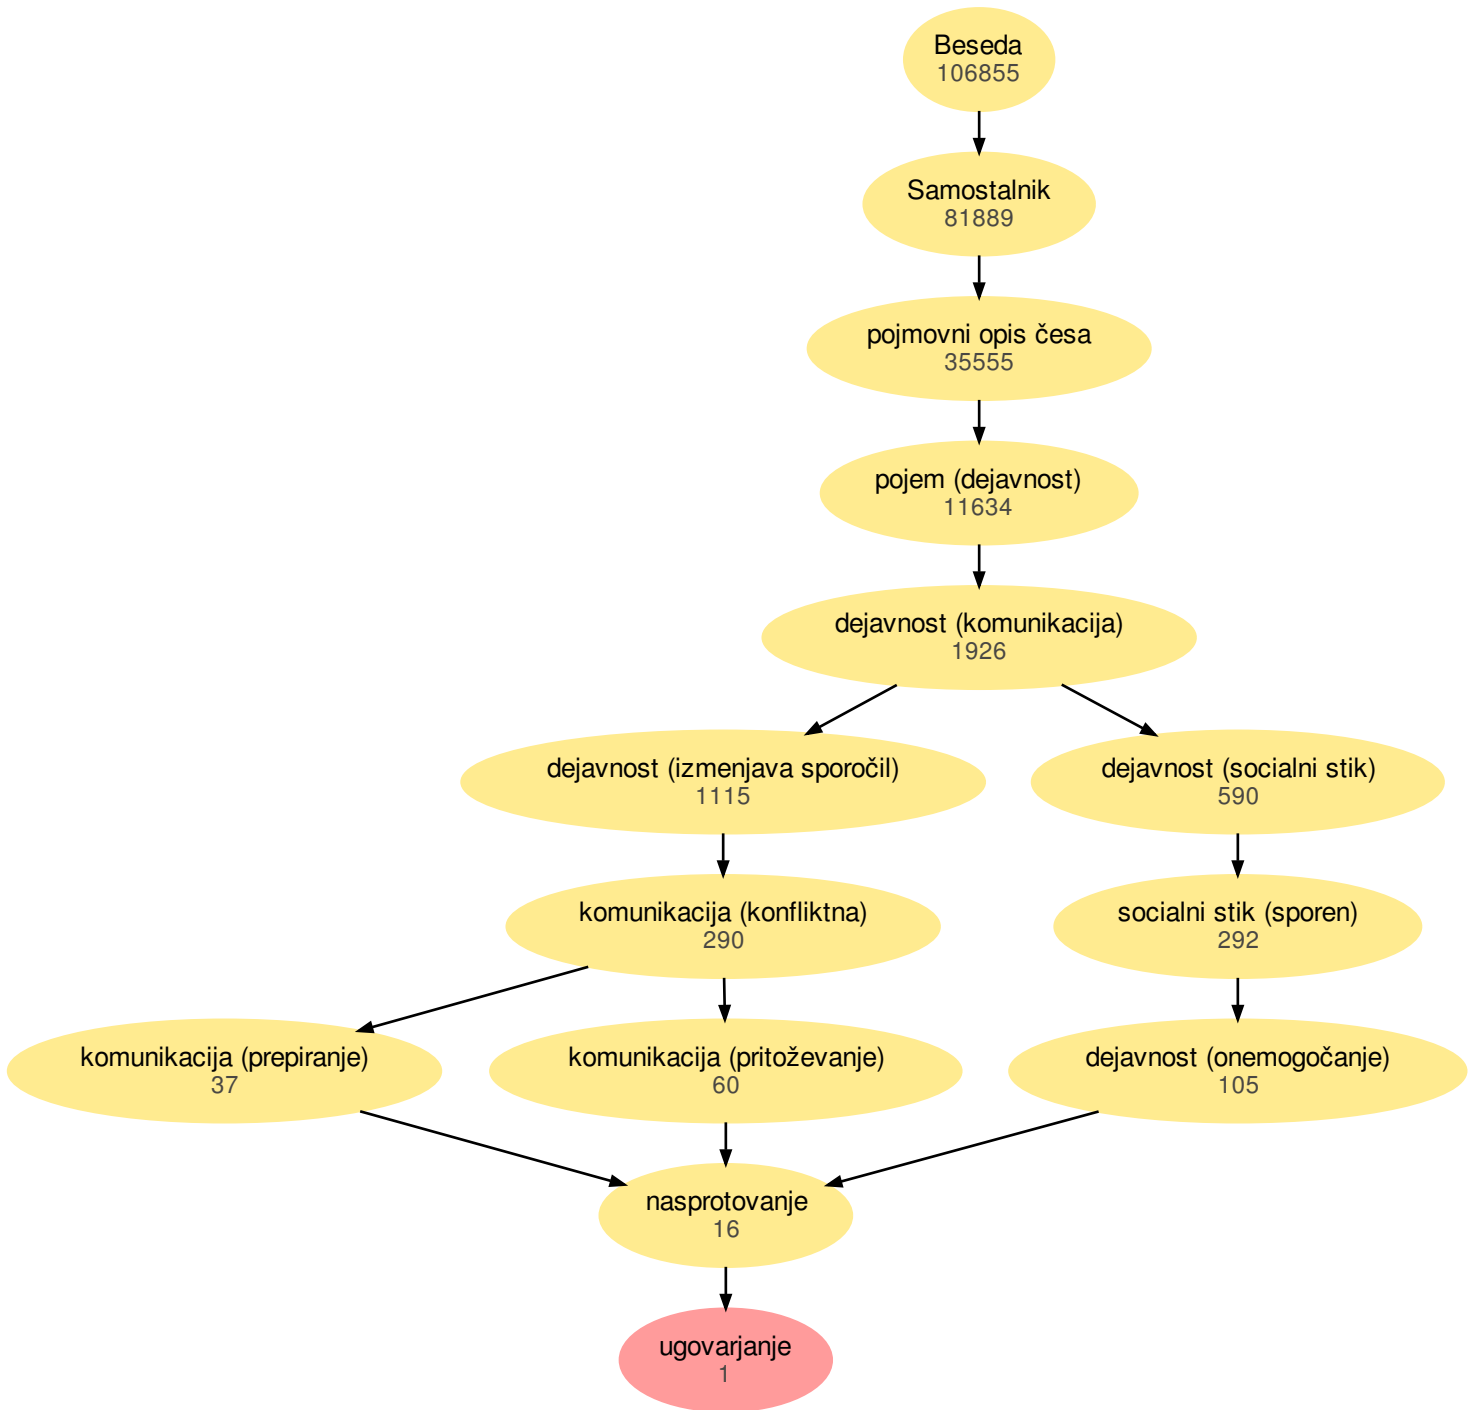 Beseda
106855
Samostalnik
81889
pojmovni opis česa
35555
pojem (dejavnost)
11634
dejavnost (komunikacija)
1926
dejavnost (izmenjava sporočil)
1115
dejavnost (socialni stik)
590
komunikacija (konfliktna)
290
socialni stik (sporen)
292
komunikacija (prepiranje)
37
komunikacija (pritoževanje)
60
dejavnost (onemogočanje)
105
nasprotovanje
16
ugovarjanje
1